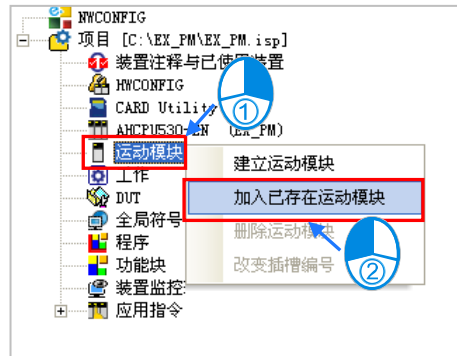 NWCONFIG
项目 [C:\EX_PM\EX_PM.isp]
装置注释与已使用装置
HWCONFIG
CARD Utility
AHCPU530-EN (EX_PM)
运动模块
建立运动模块
工作
加入已存在运动模块
DUT
全局符号
删除运动模块
程序
功能块
改变插槽编号
装置监控
应用指令
①
②